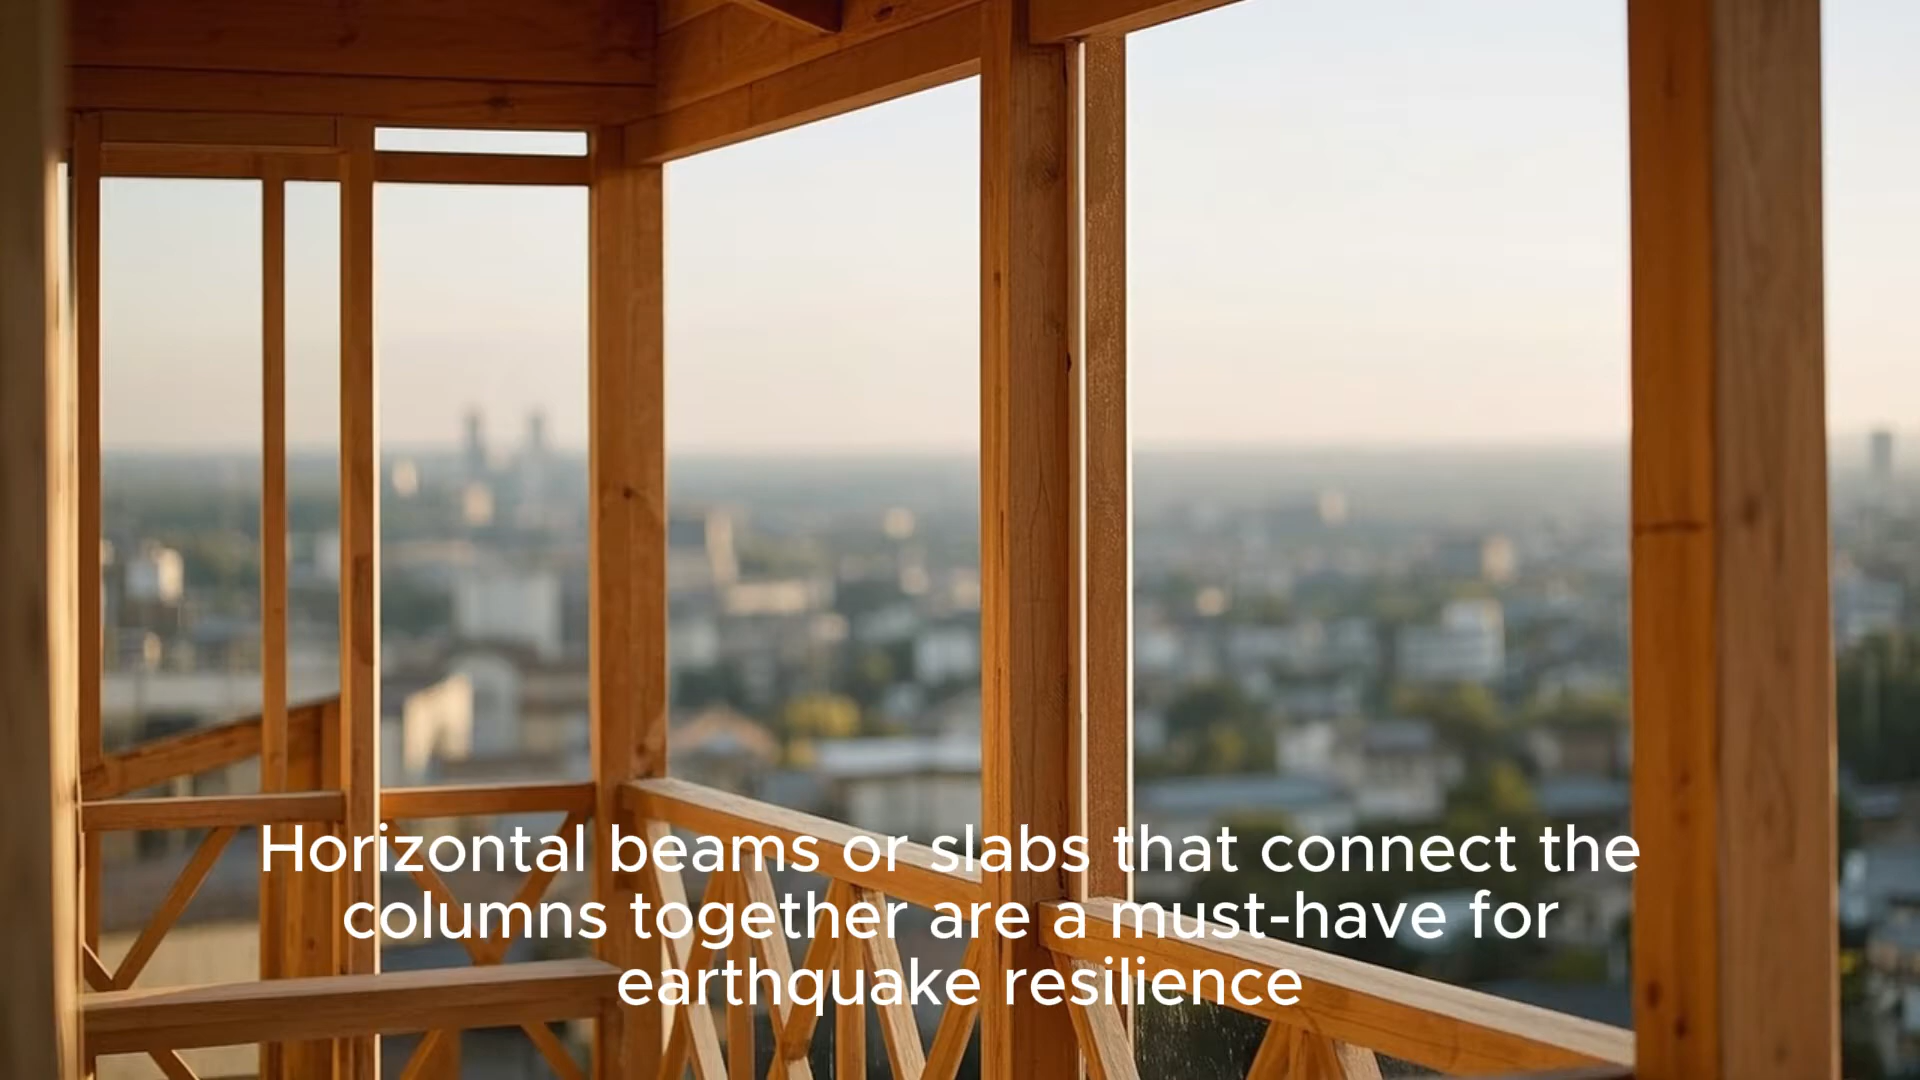 Horizontal beams or slabs that connect the
columns together are a must-have for
earthquake resilience